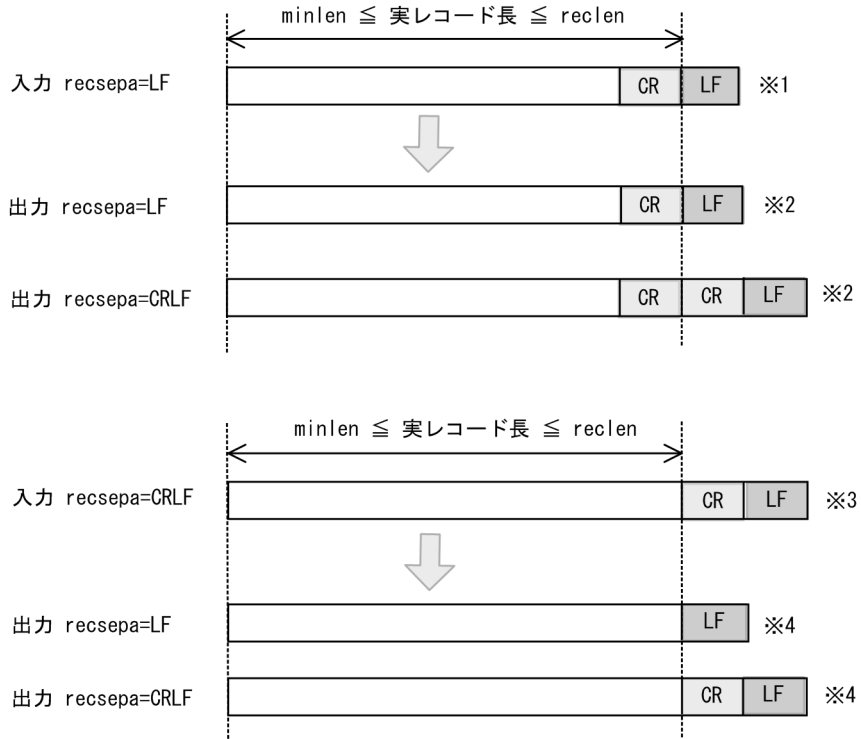 minlen ≦ 実レコード長 ≦ reclen
入力 recsepa=LF CR LF ※1
出力 recsepa=LF CR LF ※2
出力 recsepa=CRLF CR CR LF ※2
minlen ≦ 実レコード長 ≦ reclen
入力 recsepa=CRLF CR LF ※3
出力 recsepa=LF LF ※4
出力 recsepa=CRLF CR LF ※4